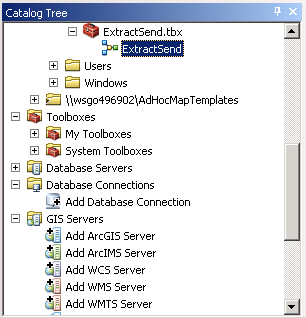 Catalog Tree
ExtractSend.tbx
ExtractSend
Users
Windows
\\wsgo496902\AdHocMapTemplates
Toolboxes
My Toolboxes
System Toolboxes
Database Servers
Database Connections
Add Database Connection
GIS Servers
Add ArcGIS Server
Add ArcIMS Server
Add WCS Server
Add WMS Server
Add WMTS Server